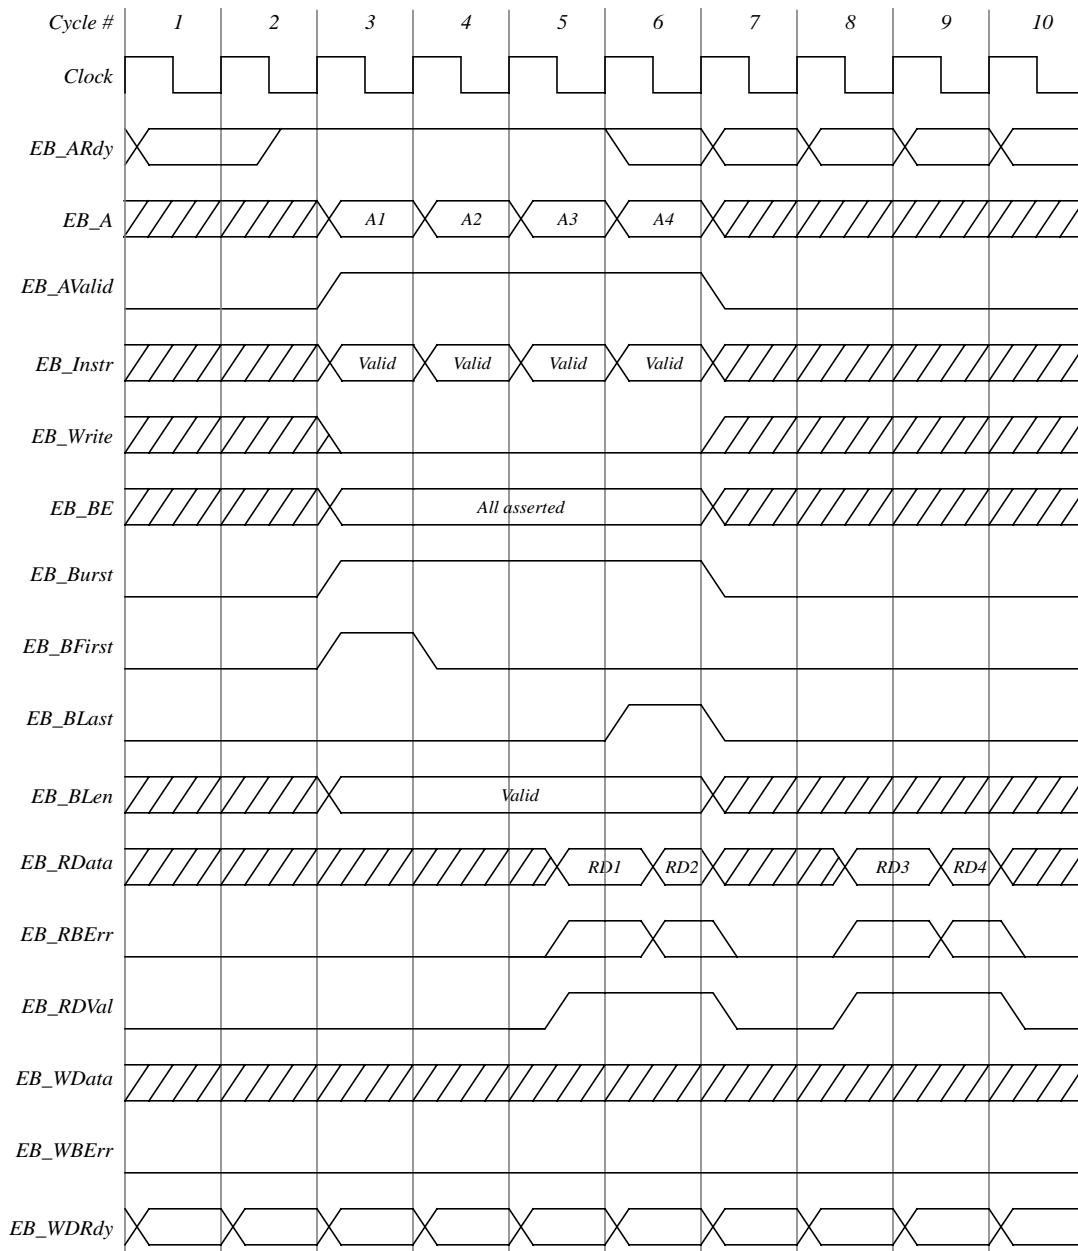 Cycle # 1 2 3 4 5 6 7 8 9 10
Clock
EB_ARdy
EB_A A1 A2 A3 A4
EB_AValid
EB_Instr Valid Valid Valid Valid
EB_Write
EB_BE All asserted
EB_Burst
EB_BFirst
EB_BLast
EB_BLen Valid
EB_RData RD1 RD2 RD3 RD4
EB_RBErr
EB_RDVal
EB_WData
EB_WBErr
EB_WDRdy